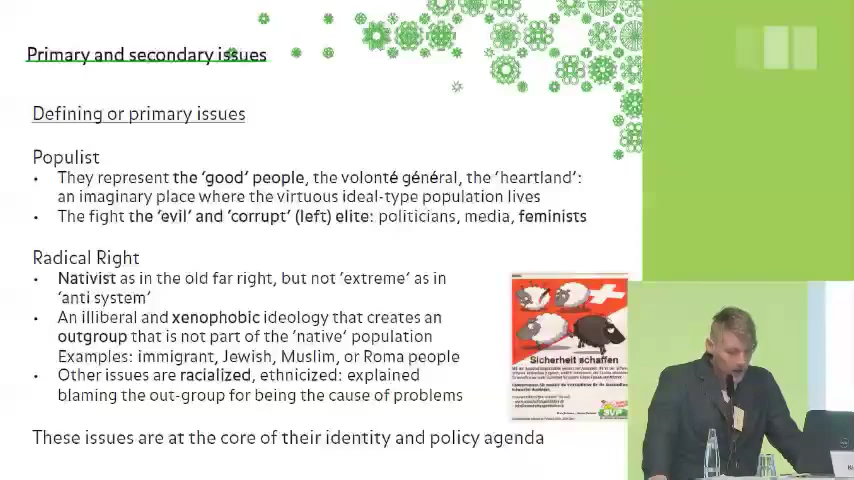 Primary and secondary issues
Defining or primary issues
Populist
• They represent the ‘good’ people, the volonté général, the ‘heartland’:
an imaginary place where the virtuous ideal-type population lives
• The fight the ‘evil’ and ‘corrupt’ (left) elite: politicians, media, feminists
Radical Right
• Nativist as in the old far right, but not ‘extreme’ as in
‘anti system’
• An illiberal and xenophobic ideology that creates an
outgroup that is not part of the ‘native’ population
Examples: immigrant, Jewish, Muslim, or Roma people
• Other issues are racialized, ethnicized: explained
blaming the out-group for being the cause of problems
These issues are at the core of their identity and policy agenda
Sicherheit schaffen
SVP